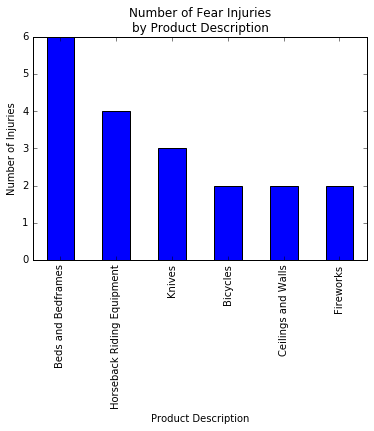 Number of Fear Injuries
by Product Description
6
5
4
3
2
1
0
Number of Injuries
Beds and Bedframes
Horseback Riding Equipment
Knives
Bicycles
Ceilings and Walls
Fireworks
Product Description